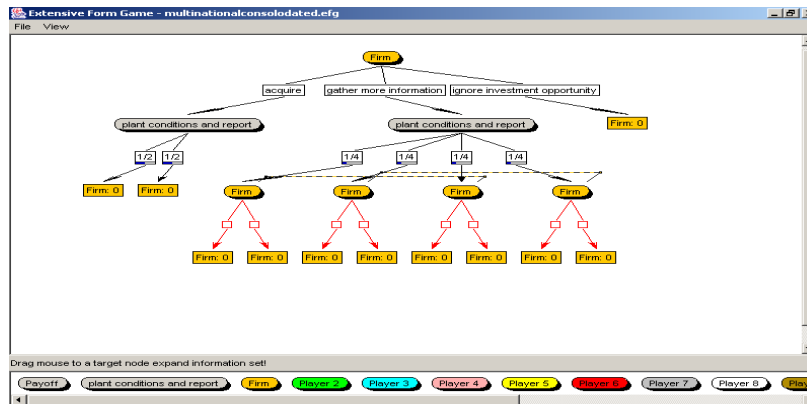 Extensive Form Game - multinationalconsolodated.efg
File View
Firm
acquire gather more information ignore investment opportunity
plant conditions and report plant conditions and report Firm: 0
1/2 1/2 1/4 1/4 1/4 1/4
Firm: 0 Firm: 0 Firm Firm Firm Firm
Firm: 0 Firm: 0 Firm: 0 Firm: 0 Firm: 0 Firm: 0 Firm: 0 Firm: 0
Drag mouse to a target node expand information set!
Payoff plant conditions and report Firm Player 2 Player 3 Player 4 Player 5 Player 6 Player 7 Player 8 Play